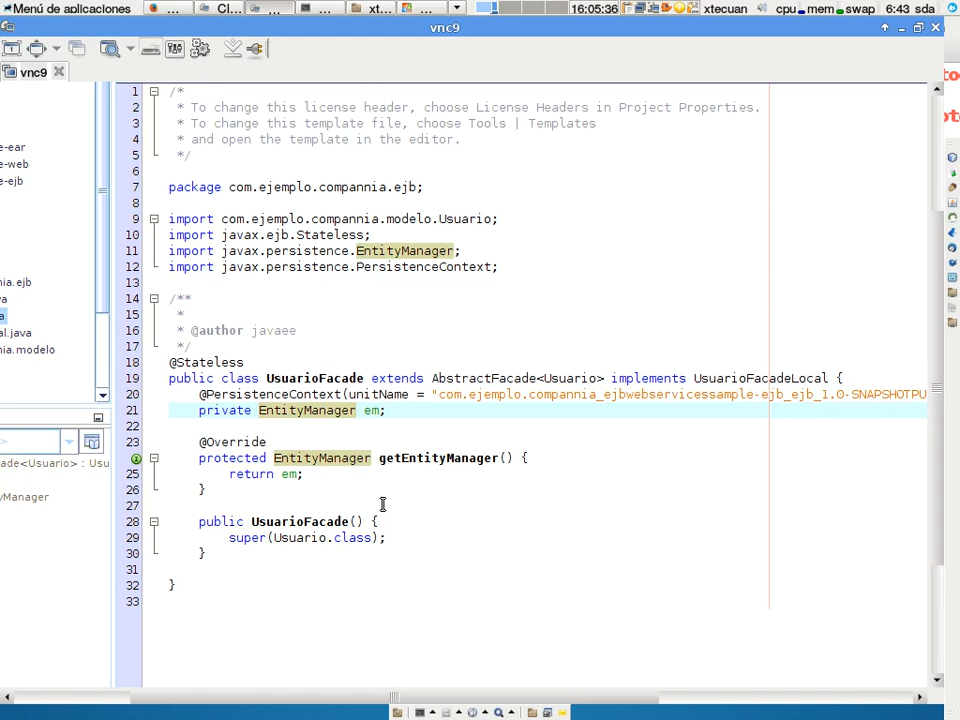 Menú de aplicaciones
...
Cl...
...
...
xt...
...
16:05:36
xtecuan
cpu
mem
swap
6:43 sda
vnc9
vnc9
e-ear
e-web
e-ejb
nia.ejb
va
a
al.java
nia.modelo
>
ade<Usuario> : Usu
yManager
1 /*
2 * To change this license header, choose License Headers in Project Properties.
3 * To change this template file, choose Tools | Templates
4 * and open the template in the editor.
5 */
6
7 package com.ejemplo.compannia.ejb;
8
9 import com.ejemplo.compannia.modelo.Usuario;
10 import javax.ejb.Stateless;
11 import javax.persistence.EntityManager;
12 import javax.persistence.PersistenceContext;
13
14 /**
15 *
16 * @author javaee
17 */
18 @Stateless
19 public class UsuarioFacade extends AbstractFacade<Usuario> implements UsuarioFacadeLocal {
20 @PersistenceContext(unitName = "com.ejemplo.compannia_ejbwebservicessample-ejb_ejb_1.0-SNAPSHOTPU
21 private EntityManager em;
22
23 @Override
protected EntityManager getEntityManager() {
25 return em;
26 }
27
28 public UsuarioFacade() {
29 super(Usuario.class);
30 }
31
32 }
33